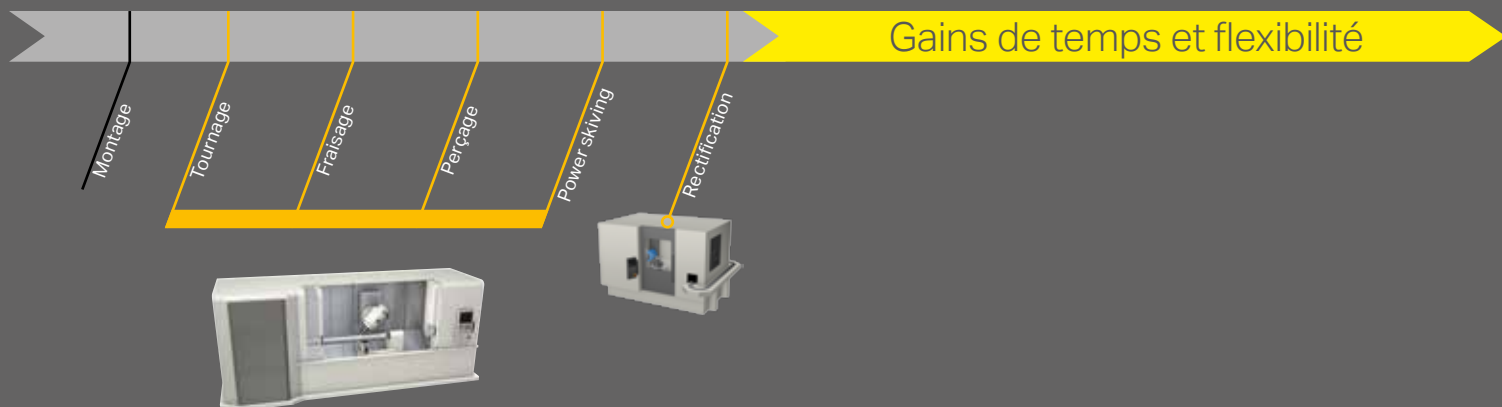 Gains de temps et flexibilité
Montage
Tournage
Fraisage
Perçage
Power skiving
Rectification